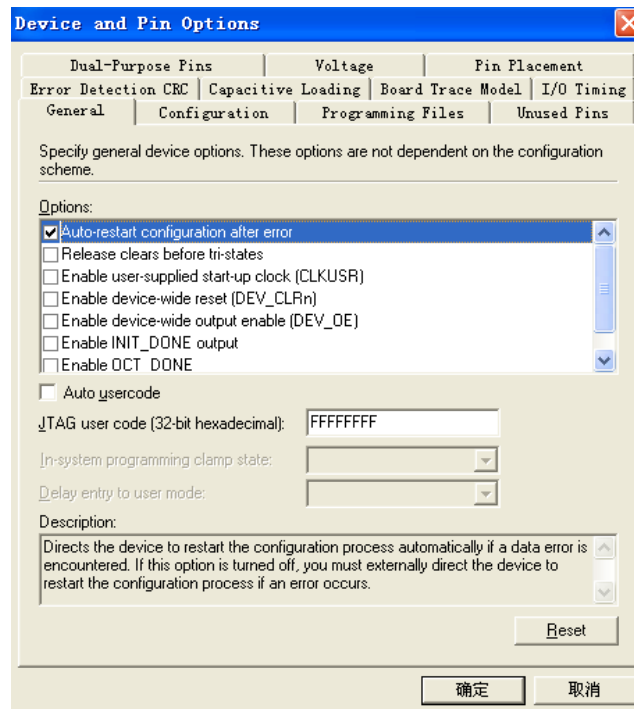 Device and Pin Options
Dual-Purpose Pins Voltage Pin Placement
Error Detection CRC Capacitive Loading Board Trace Model I/O Timing
General Configuration Programming Files Unused Pins
Specify general device options. These options are not dependent on the configuration
scheme.
Options:
Auto-restart configuration after error
Release clears before tri-states
Enable user-supplied start-up clock (CLKUSR)
Enable device-wide reset (DEV_CLRn)
Enable device-wide output enable (DEV_OE)
Enable INIT_DONE output
Enable OCT_DONE
Auto usercode
JTAG user code (32-bit hexadecimal): FFFFFFFF
In-system programming clamp state:
Delay entry to user mode:
Description:
Directs the device to restart the configuration process automatically if a data error is
encountered. If this option is turned off, you must externally direct the device to
restart the configuration process if an error occurs.
Reset
确定 取消